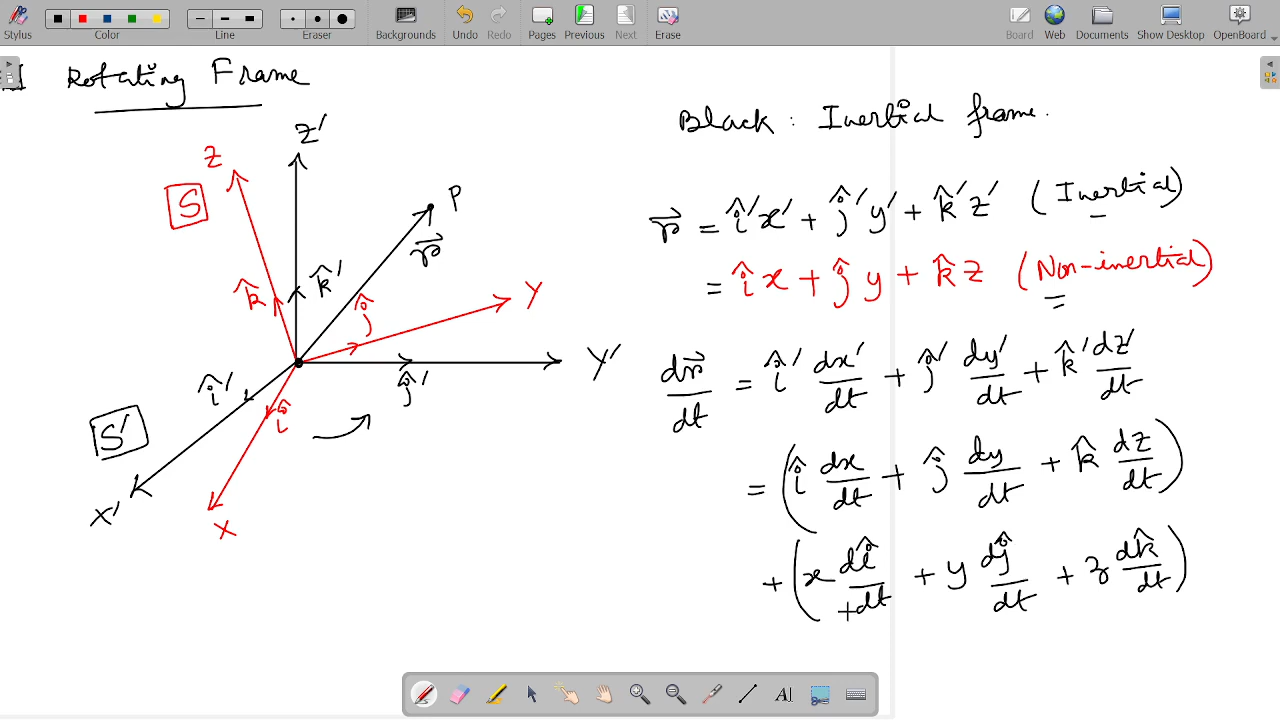 Stylus Color Line Eraser Backgrounds Undo Redo Pages Previous Next Erase Board Web Documents Show Desktop OpenBoard
Rotating Frame
Black : Inertial frame.
Z'
Z
S
P
r⃗ = î'x' + ĵ'y' + k̂'z' (Inertial)
r⃗
k̂'
k̂
ĵ
Y
= îx + ĵy + k̂z (Non-inertial)
Y'
ĵ'
î'
î
dr⃗/dt = î' dx'/dt + ĵ' dy'/dt + k̂' dz'/dt
S'
X'
X
= (î dx/dt + ĵ dy/dt + k̂ dz/dt)
+ (x dî/dt + y dĵ/dt + z dk̂/dt)
AI